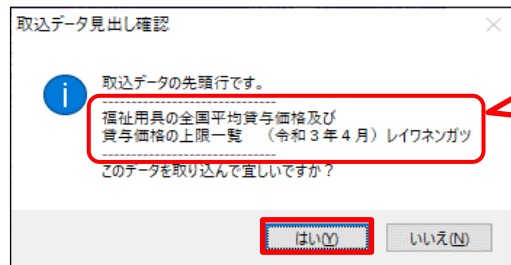 取込データ見出し確認
取込データの先頭行です。
-----------------------------
福祉用具の全国平均貸与価格及び
貸与価格の上限一覧　（令和３年４月）レイワネンガツ
-----------------------------
このデータを取り込んで宜しいですか？
はい(Y)　いいえ(N)